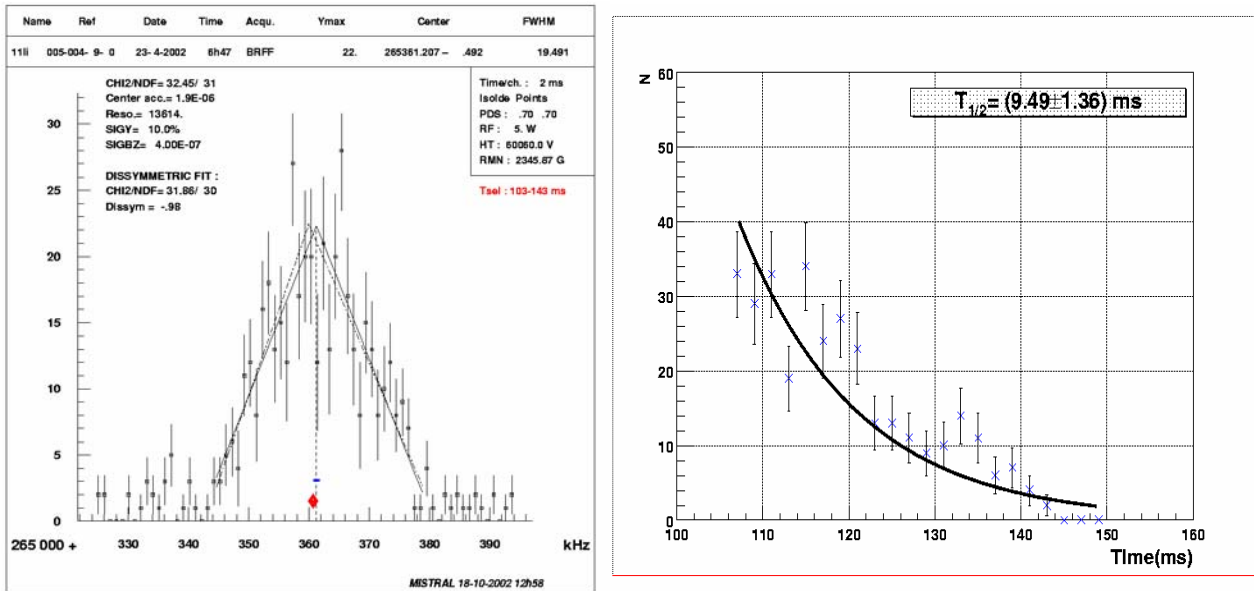 Name Ref Date Time Acqu. Ymax Center FWHM
11li 005-004- 9- 0 23- 4-2002 6h47 BRFF 22. 265361.207 – .492 19.491
CHI2/NDF= 32.45/ 31
Center acc.= 1.9E-06
Reso.= 13614.
SIGY= 10.0%
SIGBZ= 4.00E-07
DISSYMMETRIC FIT :
CHI2/NDF= 31.86/ 30
Dissym = -.98
Time/ch. : 2 ms
Isolde Points
PDS : .70 .70
RF : 5. W
HT : 60060.0 V
RMN : 2345.87 G
Tsel : 103-143 ms
30
25
20
15
10
5
0
265 000 + 330 340 350 360 370 380 390 kHz
MISTRAL 18-10-2002 12h58
N
T1/2= (9.49±1.36) ms
60
50
40
30
20
10
0
100 110 120 130 140 150 160
Time(ms)